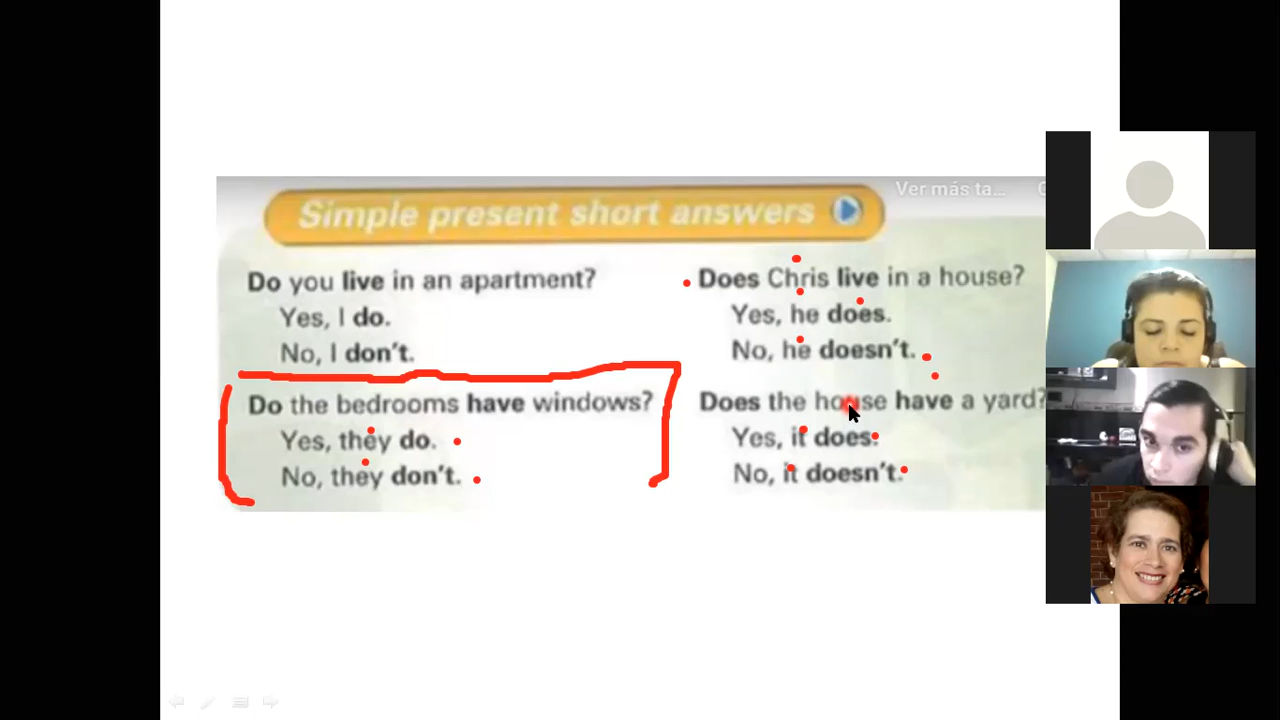 Simple present short answers
Ver más ta...
Do you live in an apartment?
Yes, I do.
No, I don't.
Do the bedrooms have windows?
Yes, they do.
No, they don't.
Does Chris live in a house?
Yes, he does.
No, he doesn't.
Does the house have a yard?
Yes, it does.
No, it doesn't.